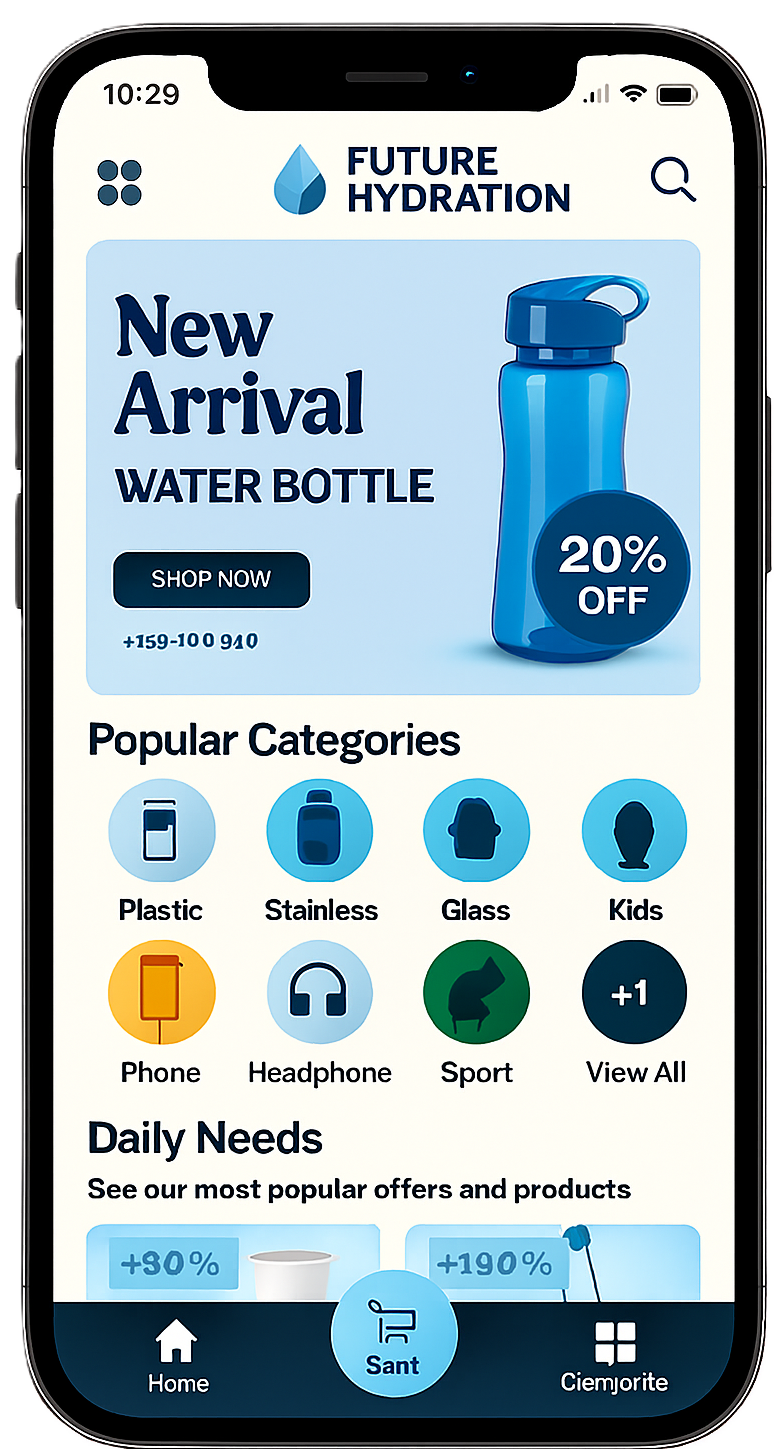 10:29
FUTURE
HYDRATION
New
Arrival
WATER BOTTLE
SHOP NOW
+159-100 940
20%
OFF
Popular Categories
Plastic
Stainless
Glass
Kids
Phone
Headphone
Sport
+1
View All
Daily Needs
See our most popular offers and products
+30%
+190%
Home
Sant
Ciemjorite